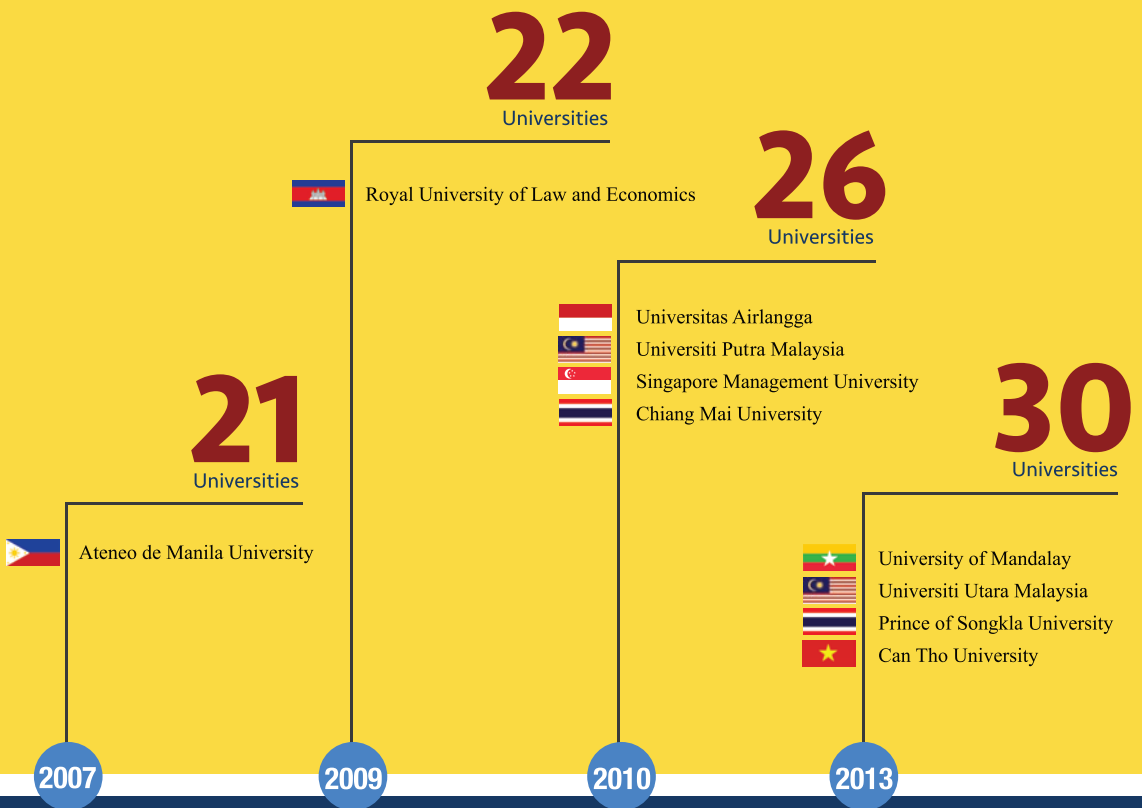 21
Universities
Ateneo de Manila University
2007
22
Universities
Royal University of Law and Economics
2009
26
Universities
Universitas Airlangga
Universiti Putra Malaysia
Singapore Management University
Chiang Mai University
2010
30
Universities
University of Mandalay
Universiti Utara Malaysia
Prince of Songkla University
Can Tho University
2013